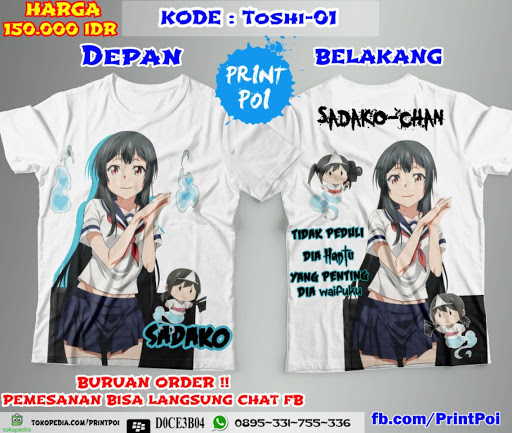 HARGA
150.000 IDR
KODE : TOSHI-01
DEPAN
PRINT
POI
BELAKANG
SADAKO-CHAN
TIDAK PEDULI
DIA HANTU
YANG PENTING
DIA waifuku
SADAKO
BURUAN ORDER !!
PEMESANAN BISA LANGSUNG CHAT FB
tokopedia
TOKOPEDIA.COM/PRINTPOI
D0CE3B04
0895-331-755-336
fb.com/PrintPoi